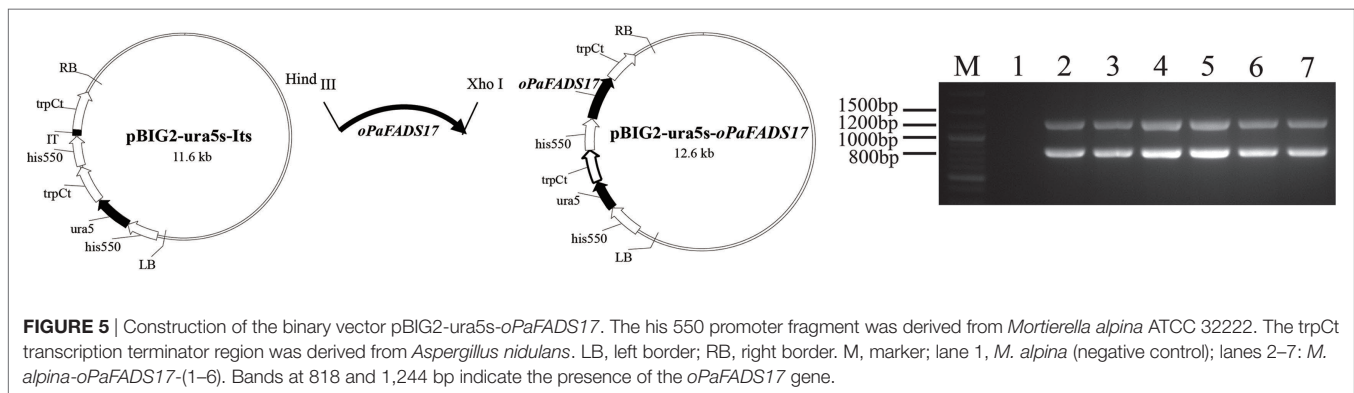 RB
trpCt
IT
his550
trpCt
ura5
his550
LB
pBIG2-ura5s-Its
11.6 kb
Hind III
Xho I
oPaFADS17
RB
trpCt
oPaFADS17
his550
trpCt
ura5
his550
LB
pBIG2-ura5s-oPaFADS17
12.6 kb
M 1 2 3 4 5 6 7
1500bp
1200bp
1000bp
800bp
FIGURE 5 | Construction of the binary vector pBIG2-ura5s-oPaFADS17. The his 550 promoter fragment was derived from Mortierella alpina ATCC 32222. The trpCt
transcription terminator region was derived from Aspergillus nidulans. LB, left border; RB, right border. M, marker; lane 1, M. alpina (negative control); lanes 2–7: M.
alpina-oPaFADS17-(1–6). Bands at 818 and 1,244 bp indicate the presence of the oPaFADS17 gene.